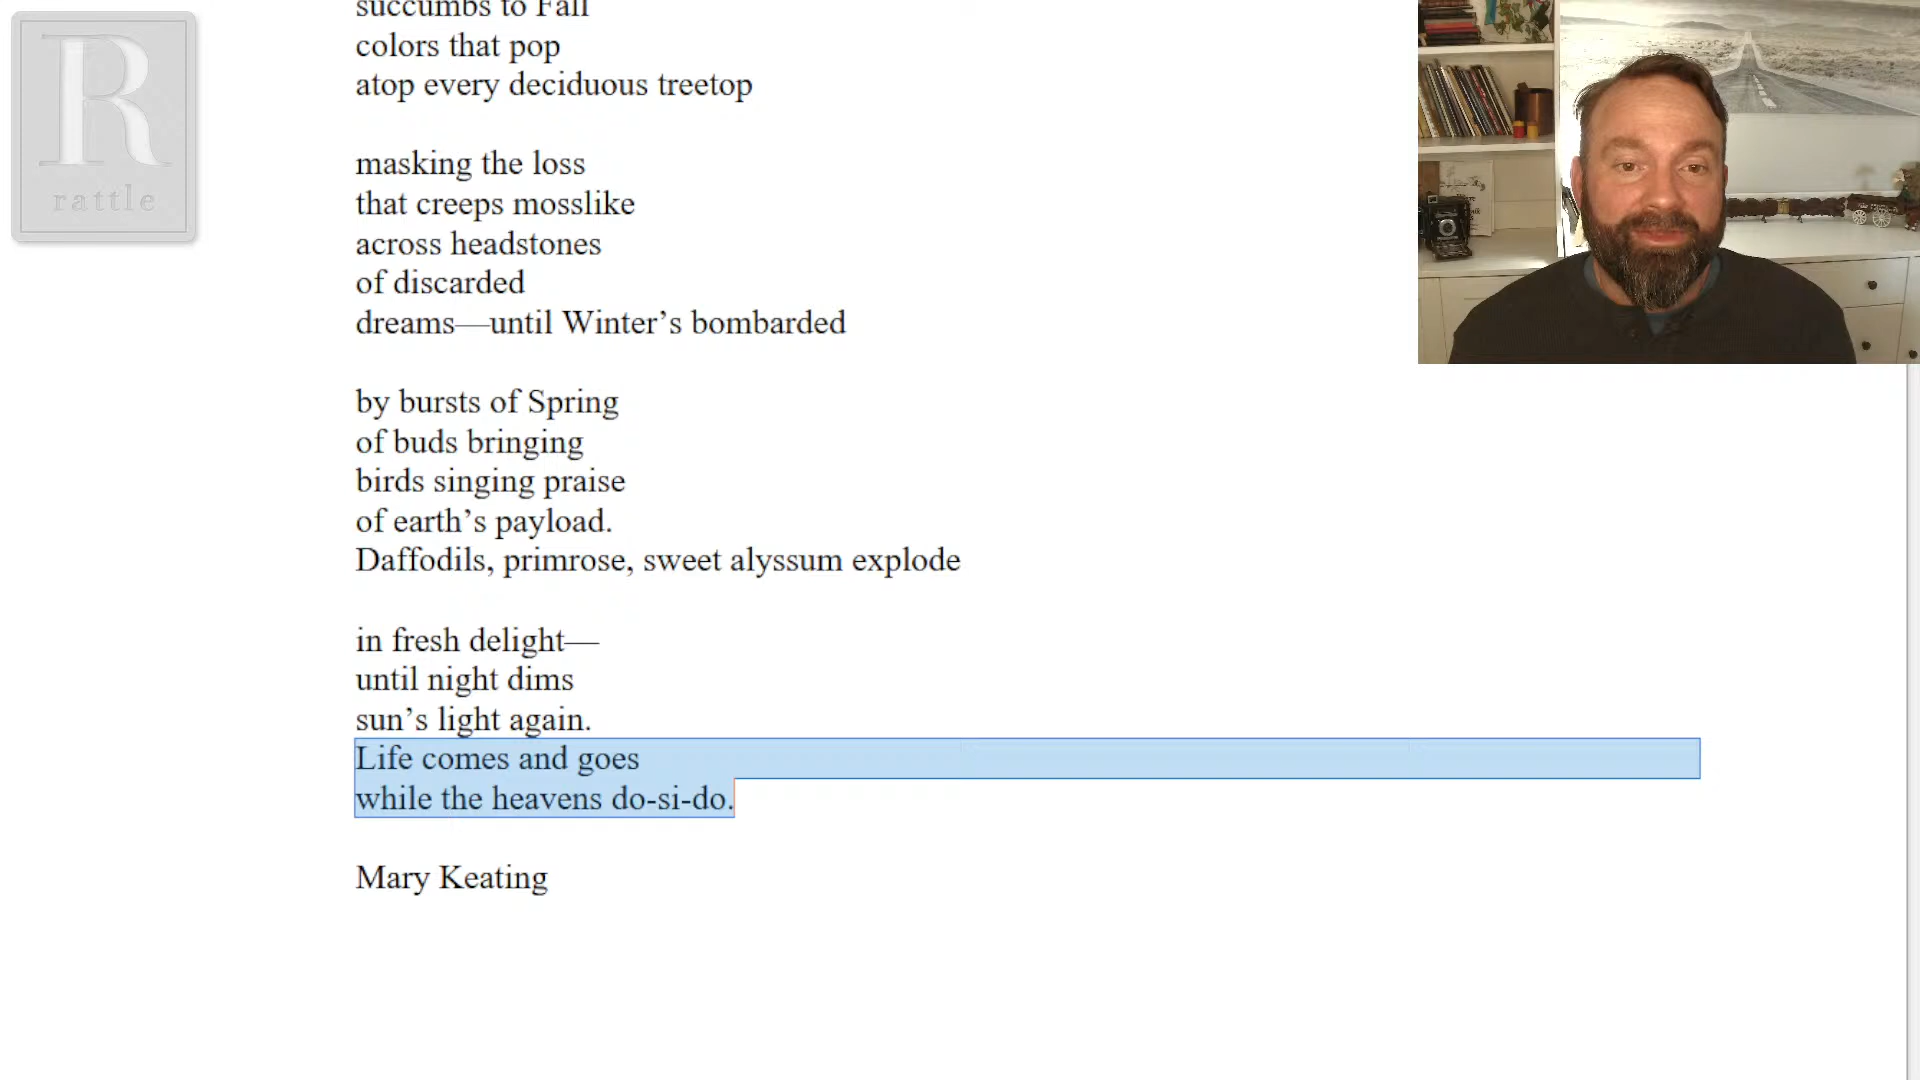 succumbs to Fall
colors that pop
atop every deciduous treetop
masking the loss
that creeps mosslike
across headstones
of discarded
dreams—until Winter’s bombarded
by bursts of Spring
of buds bringing
birds singing praise
of earth’s payload.
Daffodils, primrose, sweet alyssum explode
in fresh delight—
until night dims
sun’s light again.
Life comes and goes
while the heavens do-si-do.
Mary Keating
R
rattle